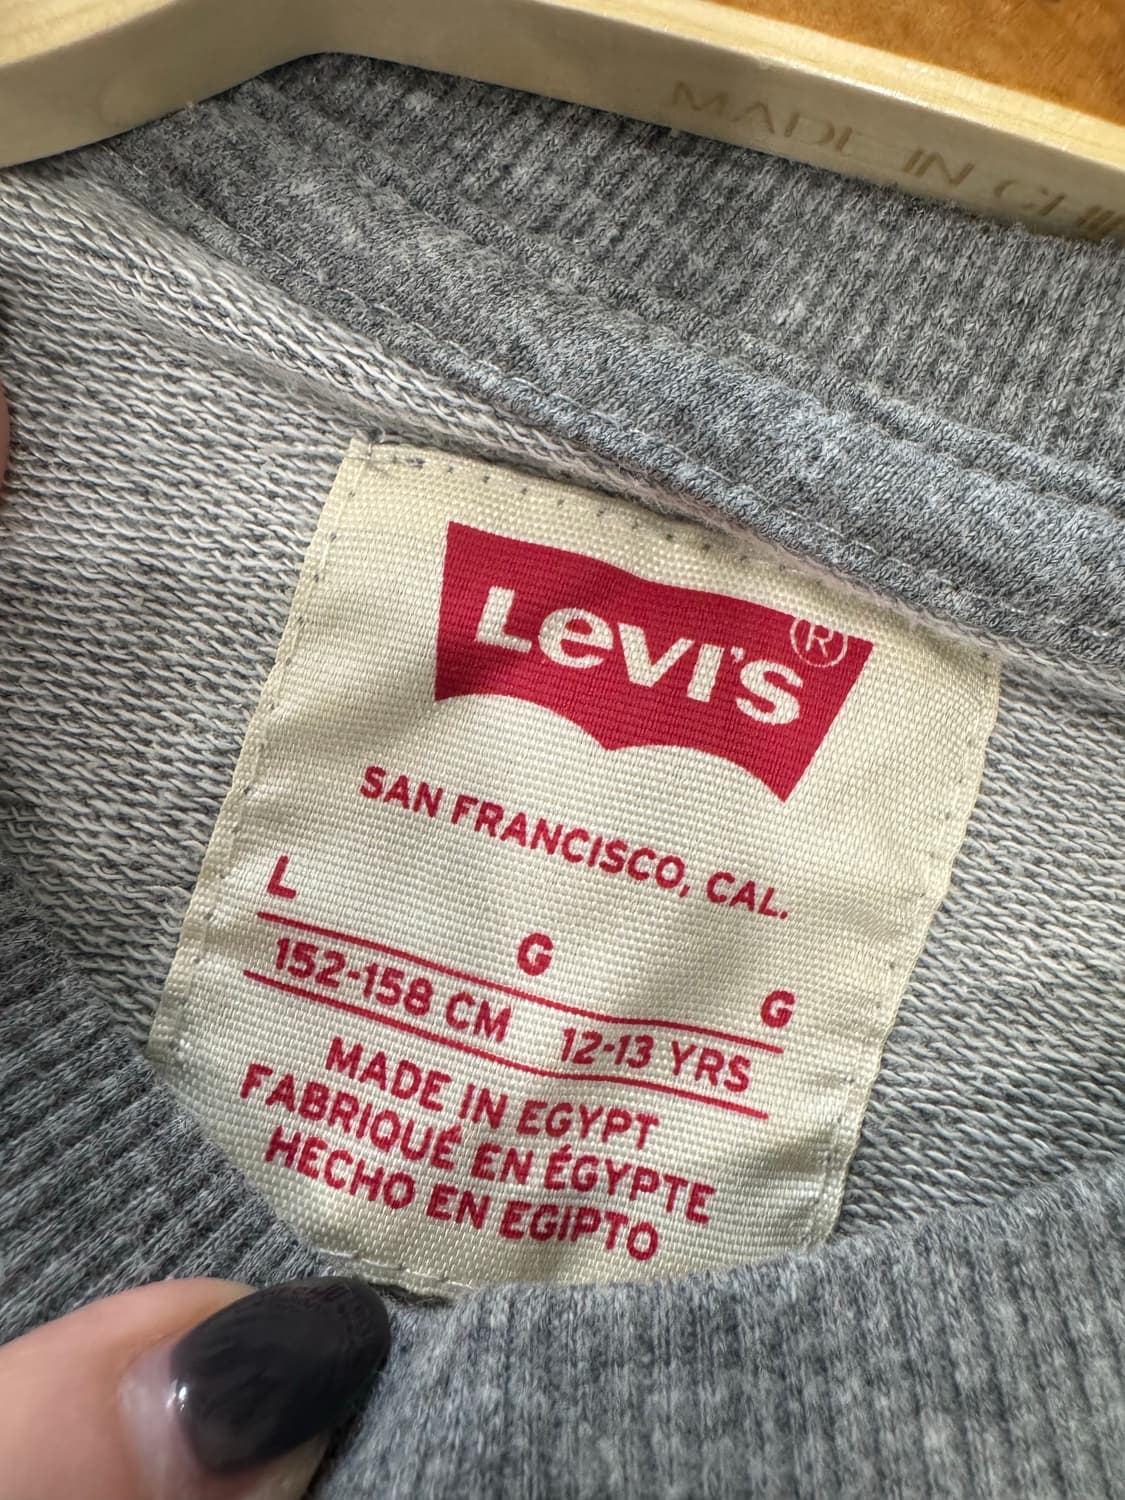 MADE IN CHI
LEVI'S®
SAN FRANCISCO, CAL.
L G G
152-158 CM 12-13 YRS
MADE IN EGYPT
FABRIQUÉ EN ÉGYPTE
HECHO EN EGIPTO